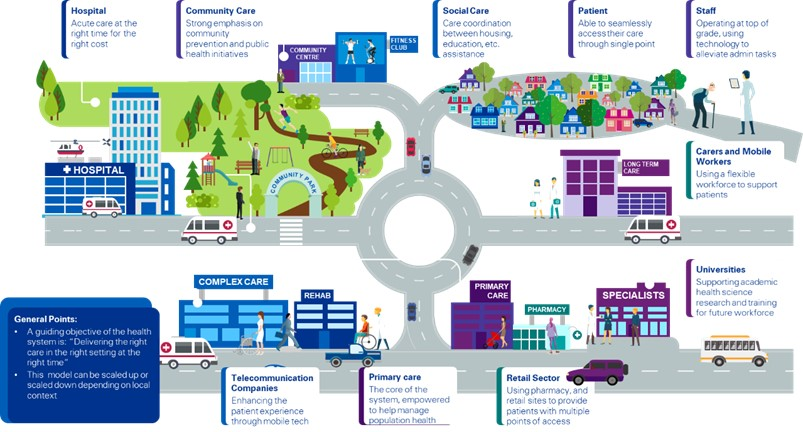 Hospital
Acute care at the
right time for the
right cost
Community Care
Strong emphasis on
community
prevention and public
health initiatives
Social Care
Care coordination
between housing,
education, etc.
assistance
Patient
Able to seamlessly
access their care
through single point
Staff
Operating at top of
grade, using
technology to
alleviate admin tasks
COMMUNITY
CENTRE
FITNESS
CLUB
HOSPITAL
COMMUNITY PARK
LONG TERM
CARE
Carers and Mobile
Workers
Using a flexible
workforce to support
patients
COMPLEX CARE
REHAB
PRIMARY
CARE
PHARMACY
SPECIALISTS
Universities
Supporting academic
health science
research and training
for future workforce
General Points:
• A guiding objective of the health
system is: "Delivering the right
care in the right setting at the
right time"
• This model can be scaled up or
scaled down depending on local
context
Telecommunication
Companies
Enhancing the
patient experience
through mobile tech
Primary care
The core of the
system, empowered
to help manage
population health
Retail Sector
Using pharmacy, and
retail sites to provide
patients with multiple
points of access